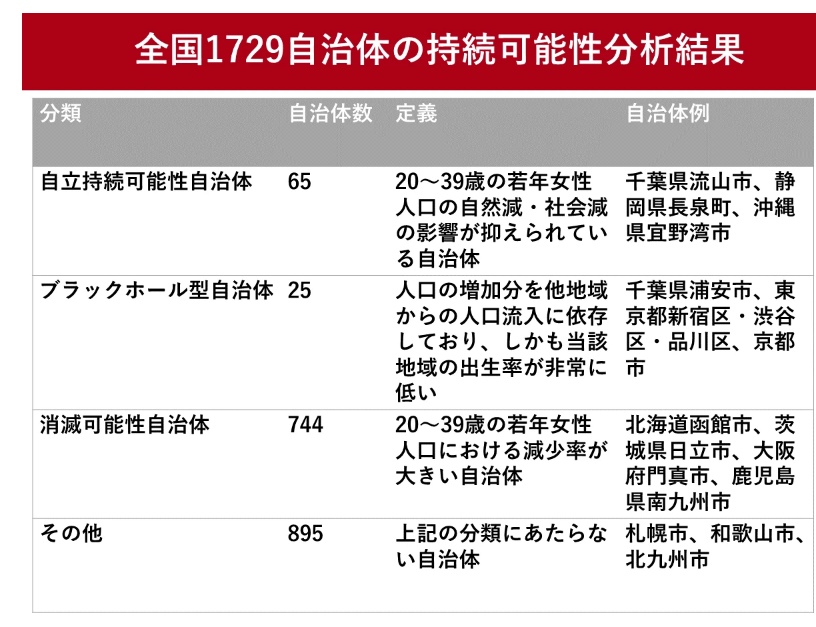 全国1729自治体の持続可能性分析結果
分類 自治体数 定義 自治体例
自立持続可能性自治体 65 20〜39歳の若年女性 千葉県流山市、静
人口の自然減・社会減 岡県長泉町、沖縄
の影響が抑えられてい 県宜野湾市
る自治体
ブラックホール型自治体 25 人口の増加分を他地域 千葉県浦安市、東
からの人口流入に依存 京都新宿区・渋谷
しており、しかも当該 区・品川区、京都
地域の出生率が非常に 市
低い
消滅可能性自治体 744 20〜39歳の若年女性 北海道函館市、茨
人口における減少率が 城県日立市、大阪
大きい自治体 府門真市、鹿児島
県南九州市
その他 895 上記の分類にあたらな 札幌市、和歌山市、
い自治体 北九州市